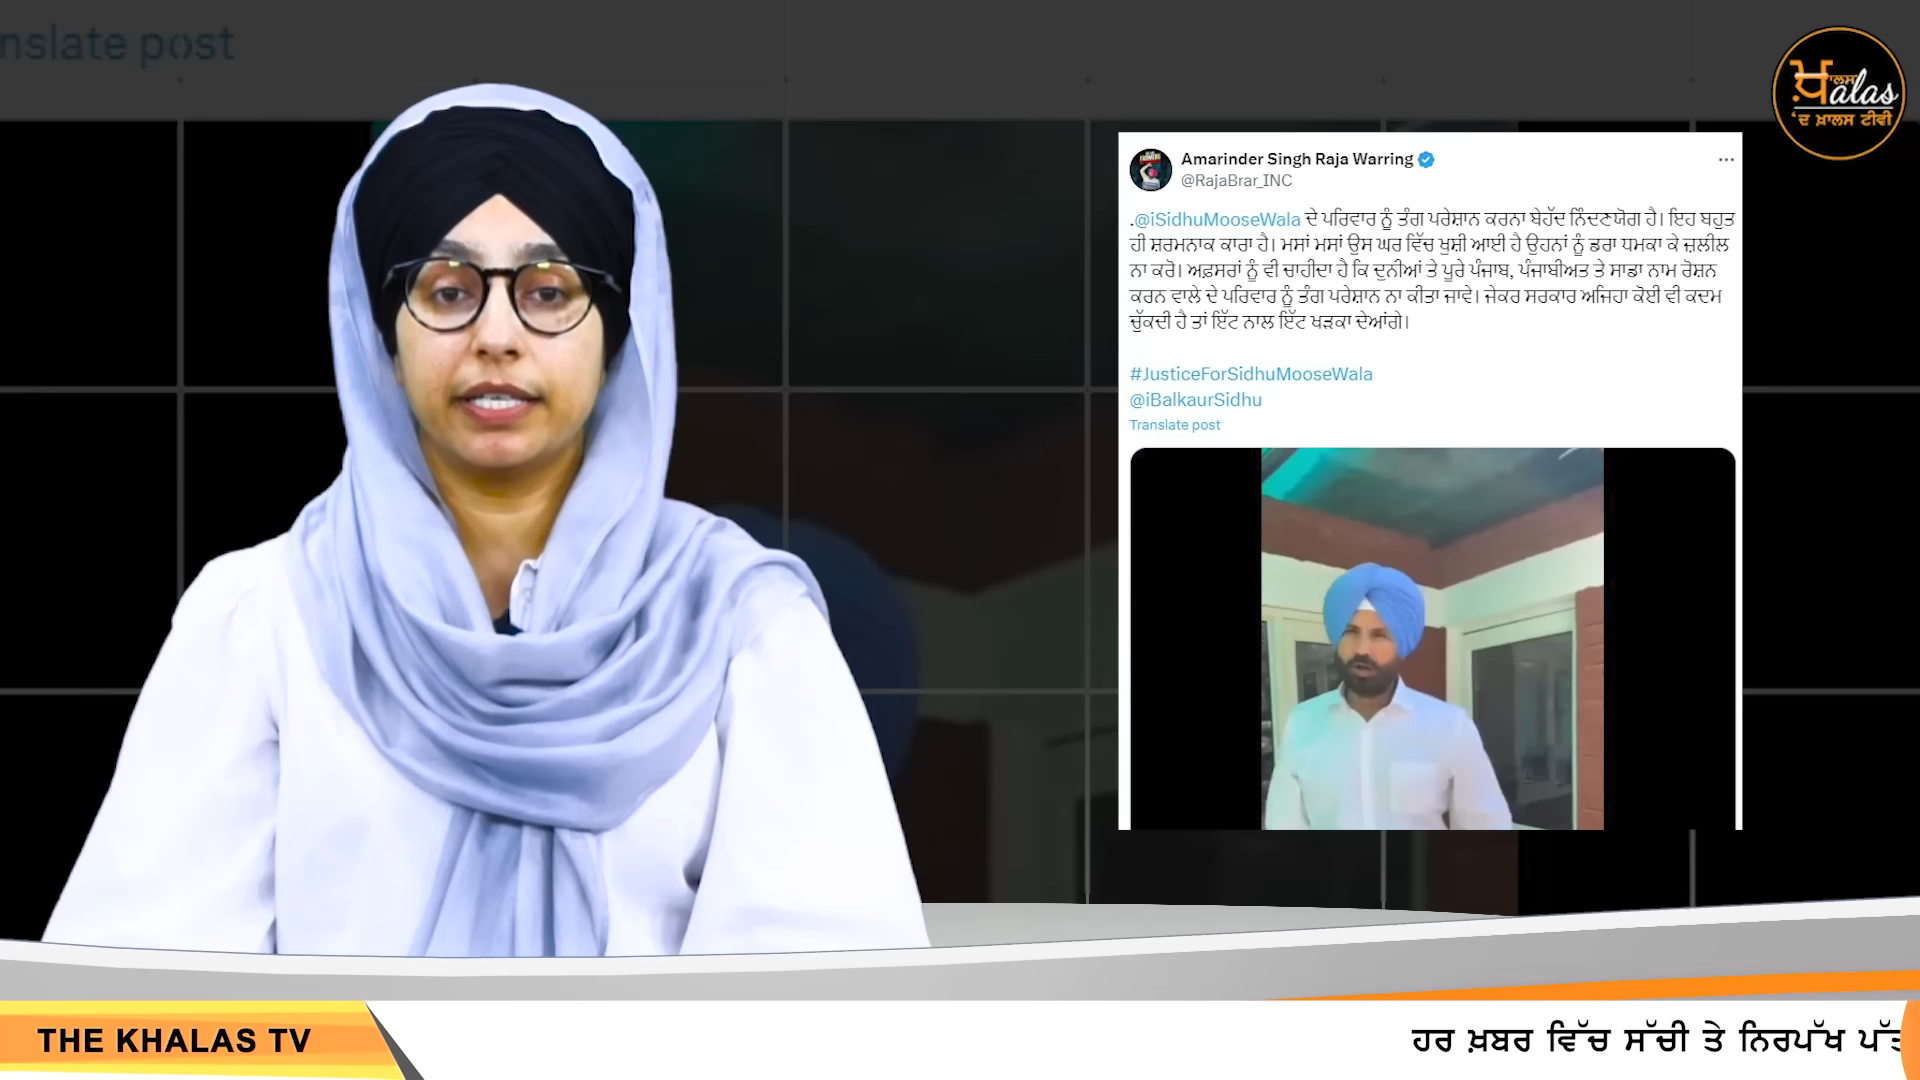 nslate post
ਖ਼ਾਲਸ
alas
'ਦ ਖ਼ਾਲਸ ਟੀਵੀ
Amarinder Singh Raja Warring
@RajaBrar_INC
.@iSidhuMooseWala ਦੇ ਪਰਿਵਾਰ ਨੂੰ ਤੰਗ ਪਰੇਸ਼ਾਨ ਕਰਨਾ ਬੇਹੱਦ ਨਿੰਦਣਯੋਗ ਹੈ। ਇਹ ਬਹੁਤ
ਹੀ ਸ਼ਰਮਨਾਕ ਕਾਰਾ ਹੈ। ਮਸਾਂ ਮਸਾਂ ਉਸ ਘਰ ਵਿੱਚ ਖੁਸ਼ੀ ਆਈ ਹੈ ਉਹਨਾਂ ਨੂੰ ਡਰਾ ਧਮਕਾ ਕੇ ਜ਼ਲੀਲ
ਨਾ ਕਰੋ। ਅਫ਼ਸਰਾਂ ਨੂੰ ਵੀ ਚਾਹੀਦਾ ਹੈ ਕਿ ਦੁਨੀਆਂ ਤੇ ਪੂਰੇ ਪੰਜਾਬ, ਪੰਜਾਬੀਅਤ ਤੇ ਸਾਡਾ ਨਾਮ ਰੋਸ਼ਨ
ਕਰਨ ਵਾਲੇ ਦੇ ਪਰਿਵਾਰ ਨੂੰ ਤੰਗ ਪਰੇਸ਼ਾਨ ਨਾ ਕੀਤਾ ਜਾਵੇ। ਜੇਕਰ ਸਰਕਾਰ ਅਜਿਹਾ ਕੋਈ ਵੀ ਕਦਮ
ਚੁੱਕਦੀ ਹੈ ਤਾਂ ਇੱਟ ਨਾਲ ਇੱਟ ਖੜਕਾ ਦੇਆਂਗੇ।
#JusticeForSidhuMooseWala
@iBalkaurSidhu
Translate post
THE KHALAS TV
ਹਰ ਖ਼ਬਰ ਵਿੱਚ ਸੱਚੀ ਤੇ ਨਿਰਪੱਖ